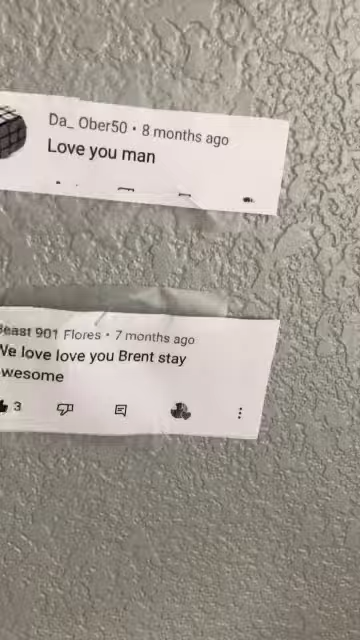 Da_ Ober50 • 8 months ago
Love you man
Beast 901 Flores • 7 months ago
We love love you Brent stay
wesome
3